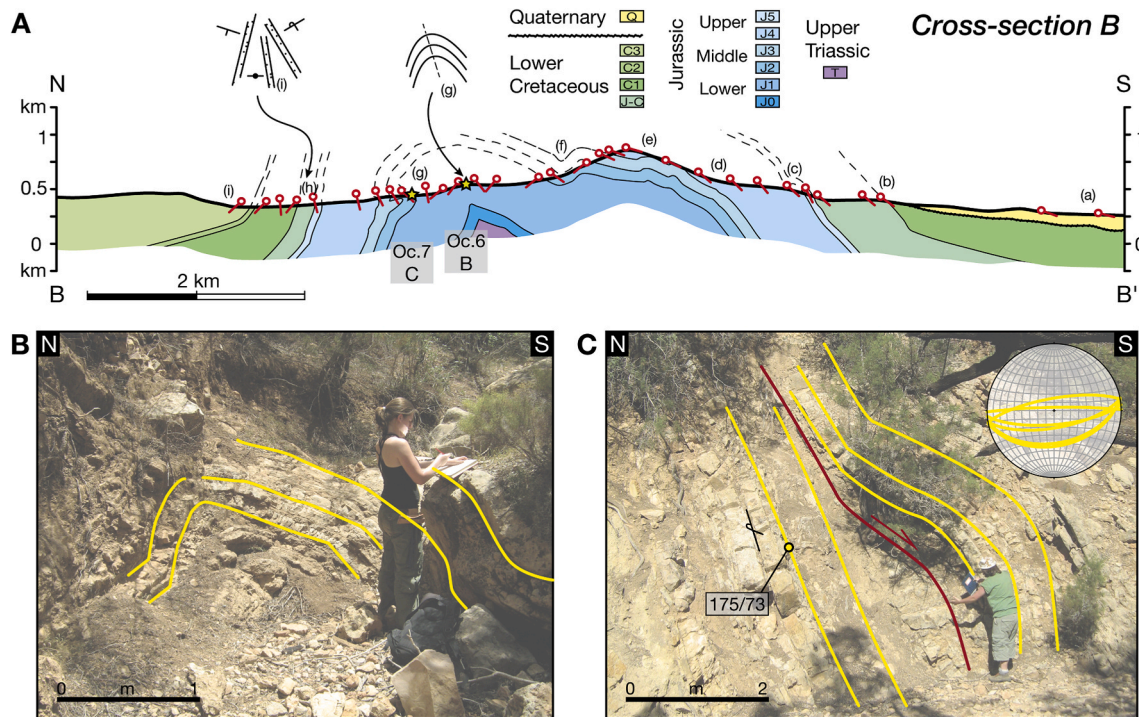 A
Cross-section B
Quaternary Q
Lower Cretaceous C3 C2 C1 J-C
Jurassic
Upper J5 J4
Middle J3 J2
Lower J1 J0
Upper Triassic T
(i)
(g)
N
S
km
1
0.5
0
km
1
0
(i)
(h)
(g)
(f)
(e)
(d)
(c)
(b)
(a)
Oc.7
C
Oc.6
B
2 km
B
B'
B
N
S
0 m 1
C
N
S
175/73
0 m 2